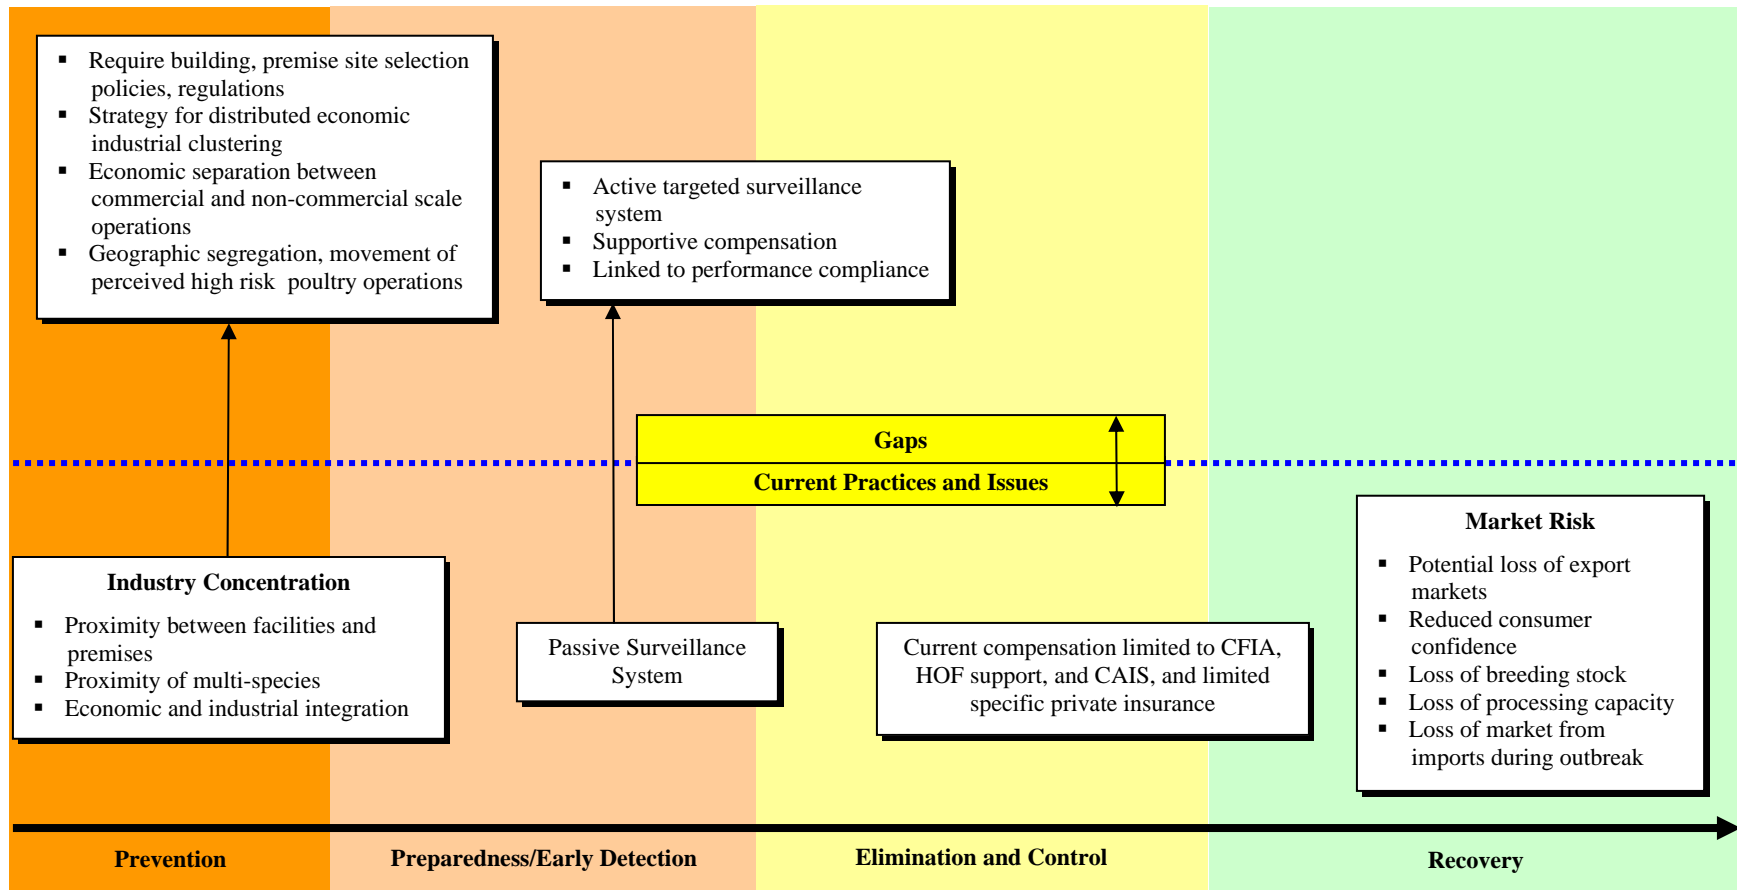 ▪ Require building, premise site selection
policies, regulations
▪ Strategy for distributed economic
industrial clustering
▪ Economic separation between
commercial and non-commercial scale
operations
▪ Geographic segregation, movement of
perceived high risk poultry operations
▪ Active targeted surveillance
system
▪ Supportive compensation
▪ Linked to performance compliance
Gaps
Current Practices and Issues
Industry Concentration
▪ Proximity between facilities and
premises
▪ Proximity of multi-species
▪ Economic and industrial integration
Passive Surveillance
System
Current compensation limited to CFIA,
HOF support, and CAIS, and limited
specific private insurance
Market Risk
▪ Potential loss of export
markets
▪ Reduced consumer
confidence
▪ Loss of breeding stock
▪ Loss of processing capacity
▪ Loss of market from
imports during outbreak
Prevention
Preparedness/Early Detection
Elimination and Control
Recovery